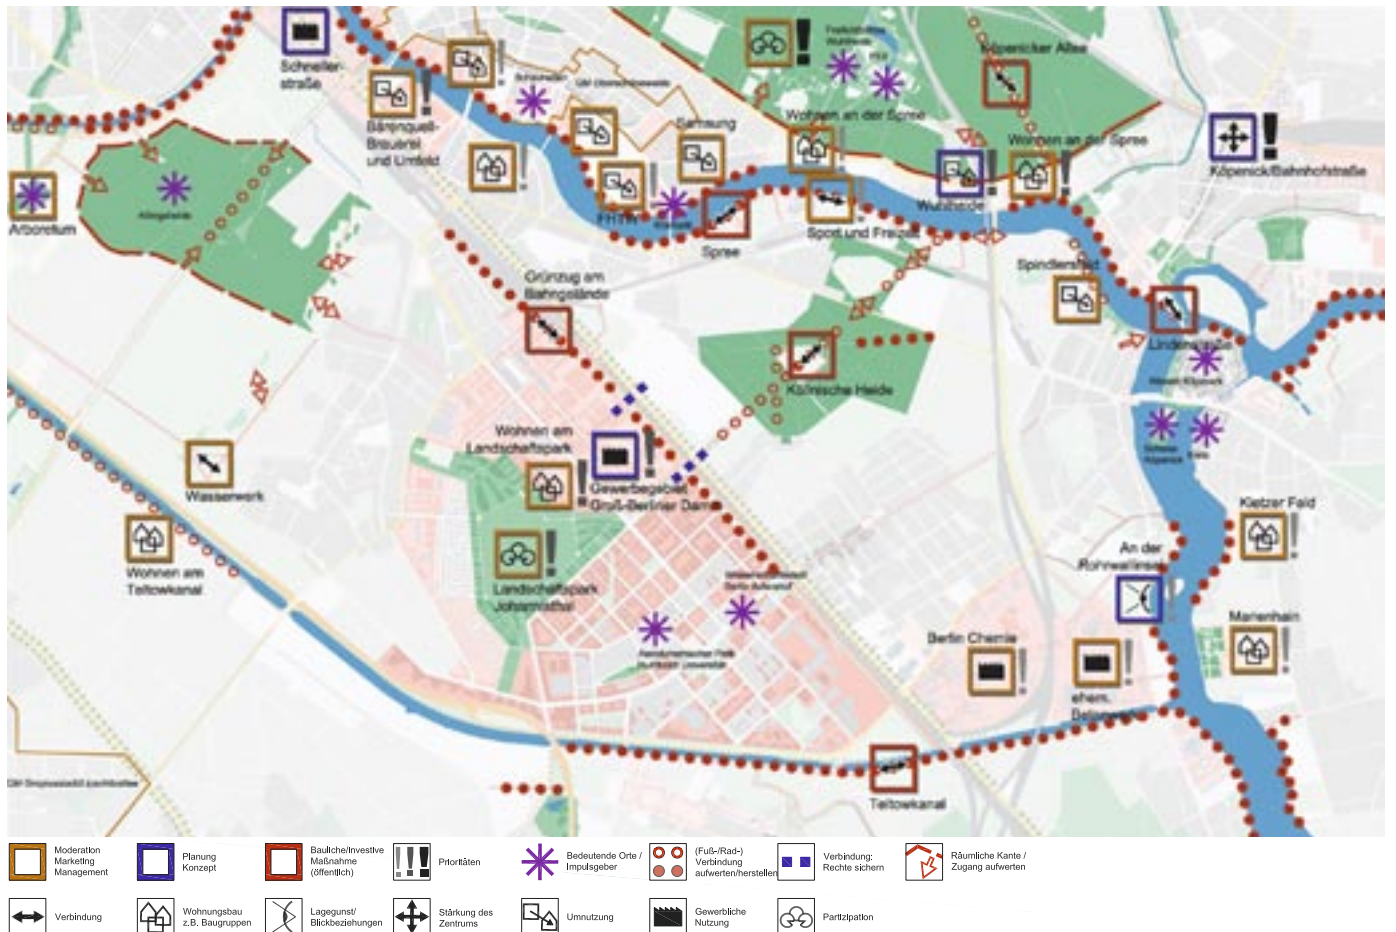 Schneller-
straße
Bärenquell-
Brauerei
und Umfeld
Samsung
Wohnen an der Spree
Köpenicker Allee
Wohnen an der Spree
Köpenick/Bahnhofstraße
Arboretum
Königsheide
FHTW
Spree
Sport und Freizeit
Wuhlheide
Spindlersfeld
Grünzug am
Bahngelände
Lindenstraße
Köllnische Heide
Wohnen am
Landschaftspark
Gewerbegebiet
Groß-Berliner Damm
Wasserwerk
Wohnen am
Teltowkanal
Landschaftspark
Johannisthal
Kietzer Feld
An der
Rohrwallinsel
Marienhain
Berlin Chemie
ehem.
Teltowkanal
Moderation
Marketing
Management
Planung
Konzept
Bauliche/Investive
Maßnahme
(öffentlich)
Prioritäten
Bedeutende Orte /
Impulsgeber
(Fuß-/Rad-)
Verbindung
aufwerten/herstellen
Verbindung:
Rechte sichern
Räumliche Kante /
Zugang aufwerten
Verbindung
Wohnungsbau
z.B. Baugruppen
Lagegunst/
Blickbeziehungen
Stärkung des
Zentrums
Umnutzung
Gewerbliche
Nutzung
Partizipation